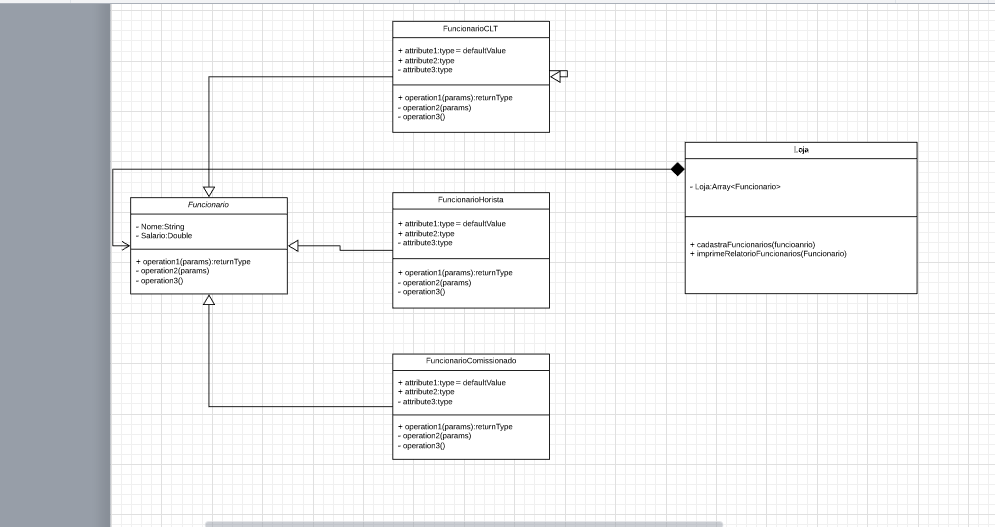 FuncionarioCLT
+ attribute1:type = defaultValue
+ attribute2:type
- attribute3:type
+ operation1(params):returnType
- operation2(params)
- operation3()
Loja
- Loja:Array<Funcionario>
+ cadastraFuncionarios(funcioanrio)
+ imprimeRelatorioFuncionarios(Funcionario)
Funcionario
- Nome:String
- Salario:Double
+ operation1(params):returnType
- operation2(params)
- operation3()
FuncionarioHorista
+ attribute1:type = defaultValue
+ attribute2:type
- attribute3:type
+ operation1(params):returnType
- operation2(params)
- operation3()
FuncionarioComissionado
+ attribute1:type = defaultValue
+ attribute2:type
- attribute3:type
+ operation1(params):returnType
- operation2(params)
- operation3()